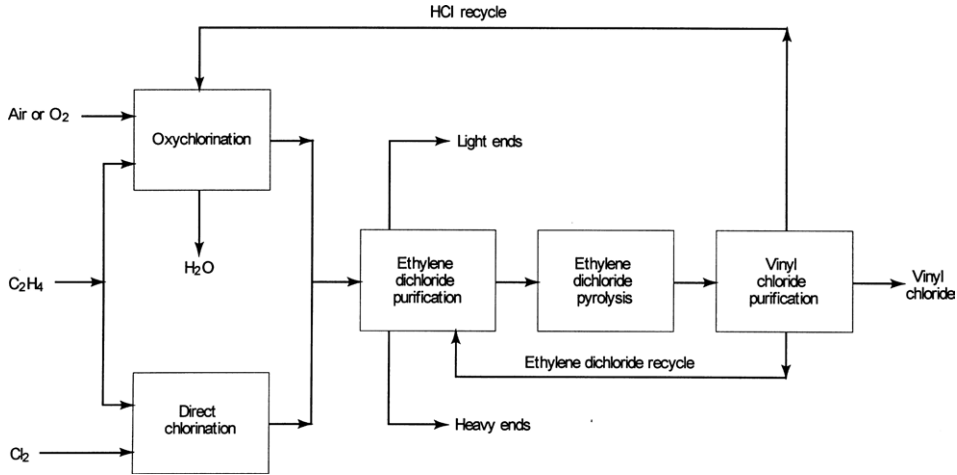 HCl recycle
Air or O₂
Oxychlorination
Light ends
H₂O
C₂H₄
Ethylene
dichloride
purification
Ethylene
dichloride
pyrolysis
Vinyl
chloride
purification
Vinyl
chloride
Ethylene dichloride recycle
Direct
chlorination
Heavy ends
Cl₂